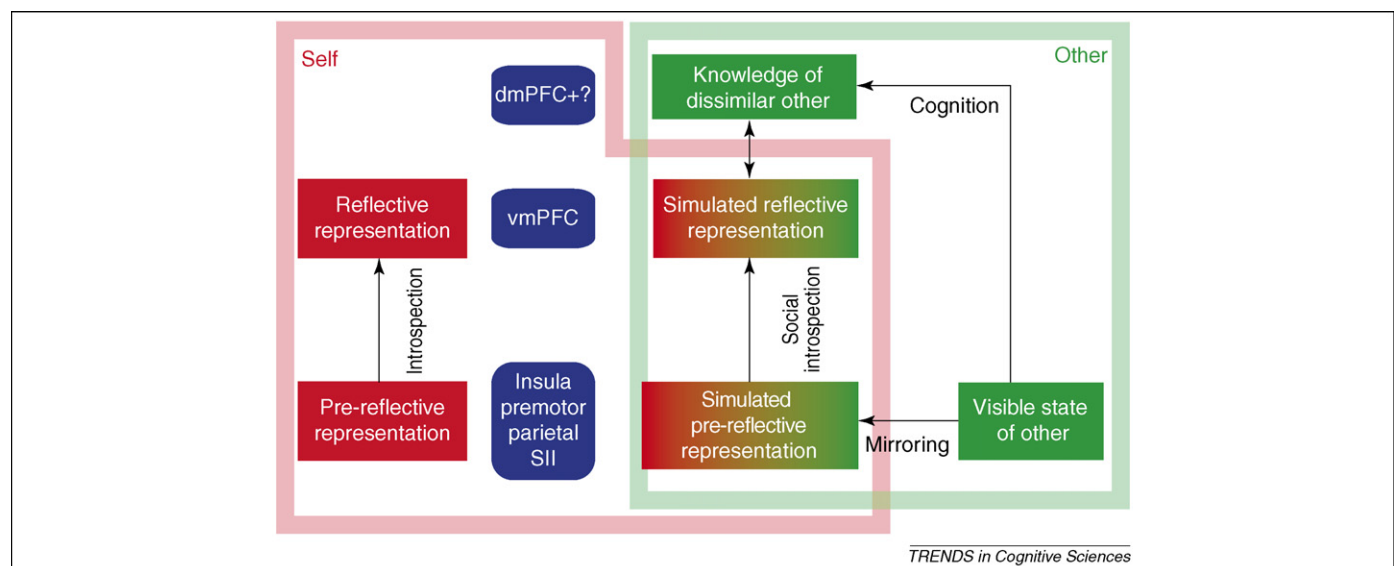 Self
Other
dmPFC+?
Knowledge of
dissimilar other
Cognition
Reflective
representation
vmPFC
Simulated reflective
representation
Introspection
Social
introspection
Pre-reflective
representation
Insula
premotor
parietal
SII
Simulated
pre-reflective
representation
Mirroring
Visible state
of other
TRENDS in Cognitive Sciences